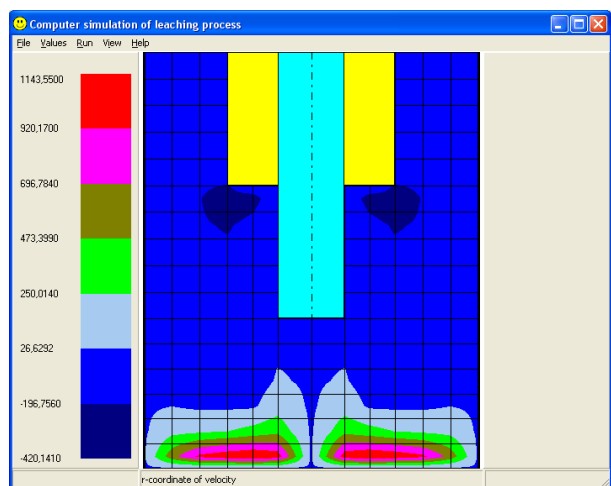 Computer simulation of leaching process
File Values Run View Help
1143,5500
920,1700
696,7840
473,3990
250,0140
26,6292
-196,7560
-420,1410
r-coordinate of velocity